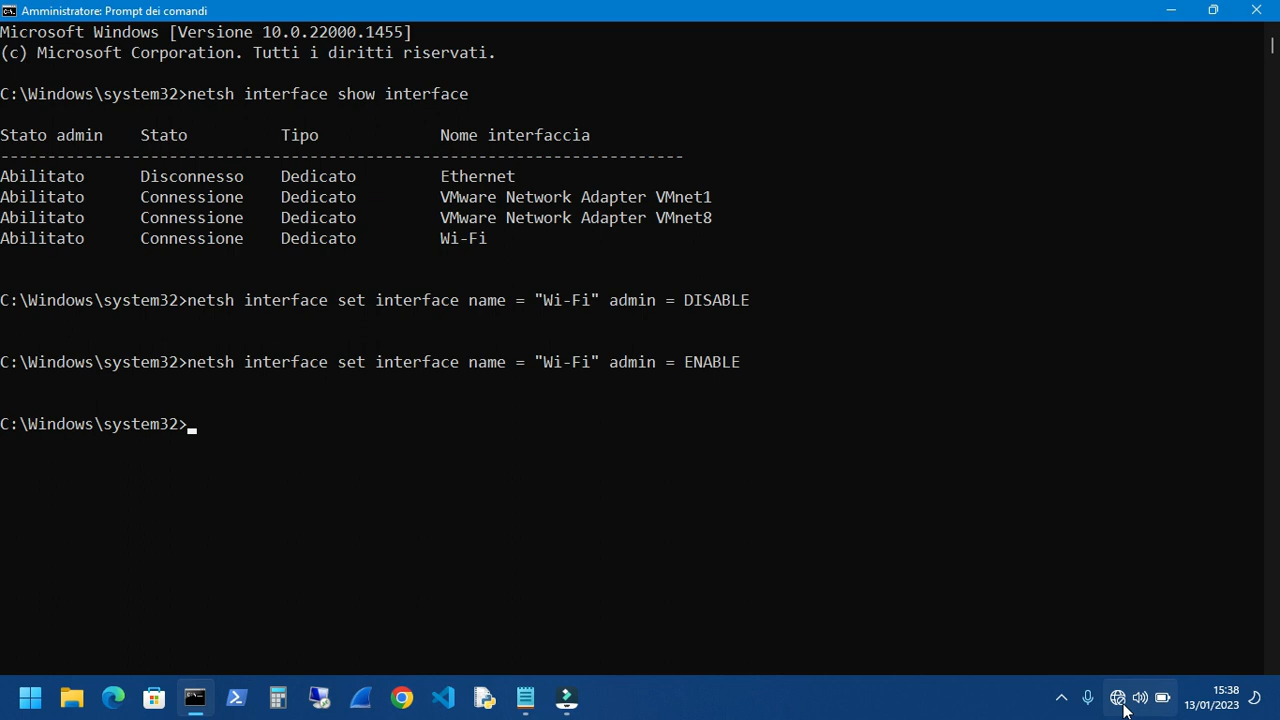 Amministratore: Prompt dei comandi
Microsoft Windows [Versione 10.0.22000.1455]
(c) Microsoft Corporation. Tutti i diritti riservati.
C:\Windows\system32>netsh interface show interface
Stato admin    Stato          Tipo             Nome interfaccia
-------------------------------------------------------------------------
Abilitato      Disconnesso    Dedicato         Ethernet
Abilitato      Connessione    Dedicato         VMware Network Adapter VMnet1
Abilitato      Connessione    Dedicato         VMware Network Adapter VMnet8
Abilitato      Connessione    Dedicato         Wi-Fi
C:\Windows\system32>netsh interface set interface name = "Wi-Fi" admin = DISABLE
C:\Windows\system32>netsh interface set interface name = "Wi-Fi" admin = ENABLE
C:\Windows\system32>
15:38
13/01/2023